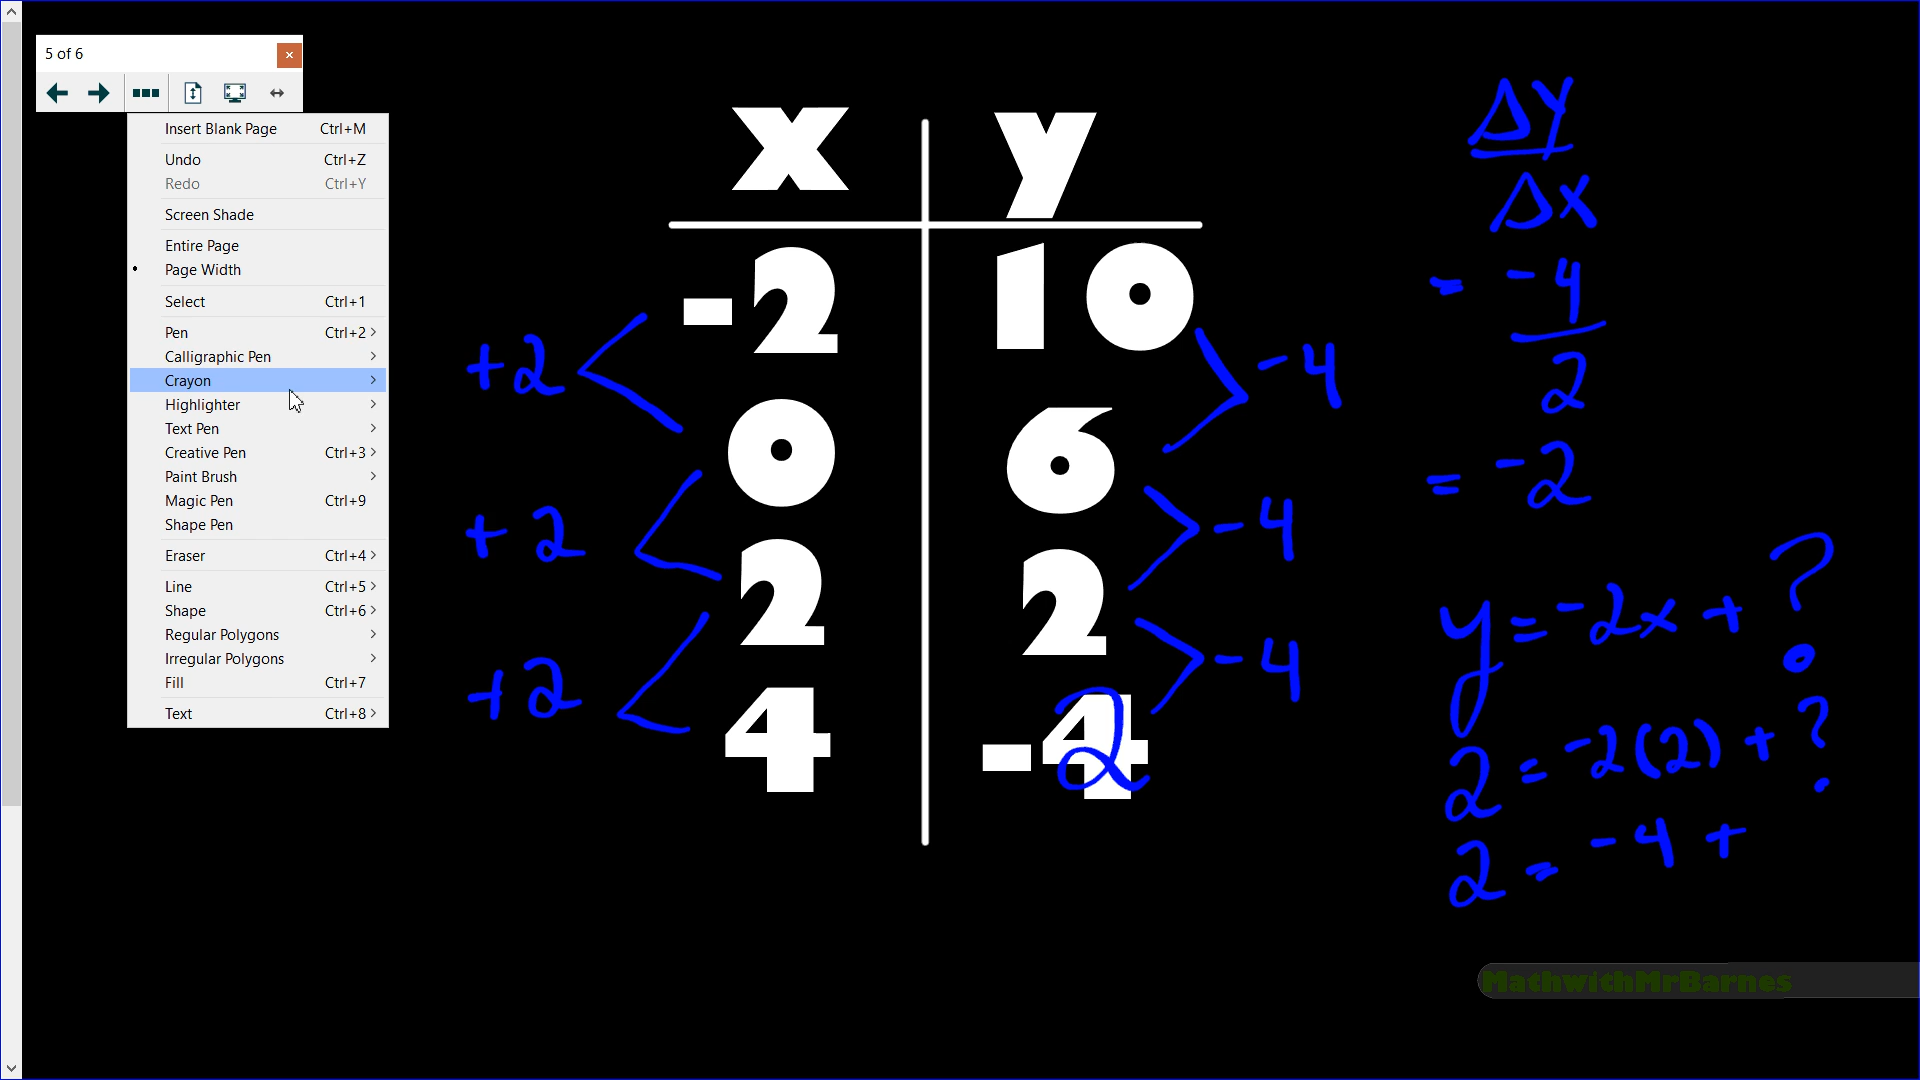 5 of 6
Insert Blank Page Ctrl+M
Undo Ctrl+Z
Redo Ctrl+Y
Screen Shade
Entire Page
Page Width
Select Ctrl+1
Pen Ctrl+2
Calligraphic Pen
Crayon
Highlighter
Text Pen
Creative Pen Ctrl+3
Paint Brush
Magic Pen Ctrl+9
Shape Pen
Eraser Ctrl+4
Line Ctrl+5
Shape Ctrl+6
Regular Polygons
Irregular Polygons
Fill Ctrl+7
Text Ctrl+8
x y
-2 10
0 6
2 2
4 -4
2
+2
+2
+2
-4
-4
-4
Δy
Δx
= -4
2
= -2
y = -2x + ?
2 = -2(2) + ?
2 = -4 +
MathwithMrBarnes